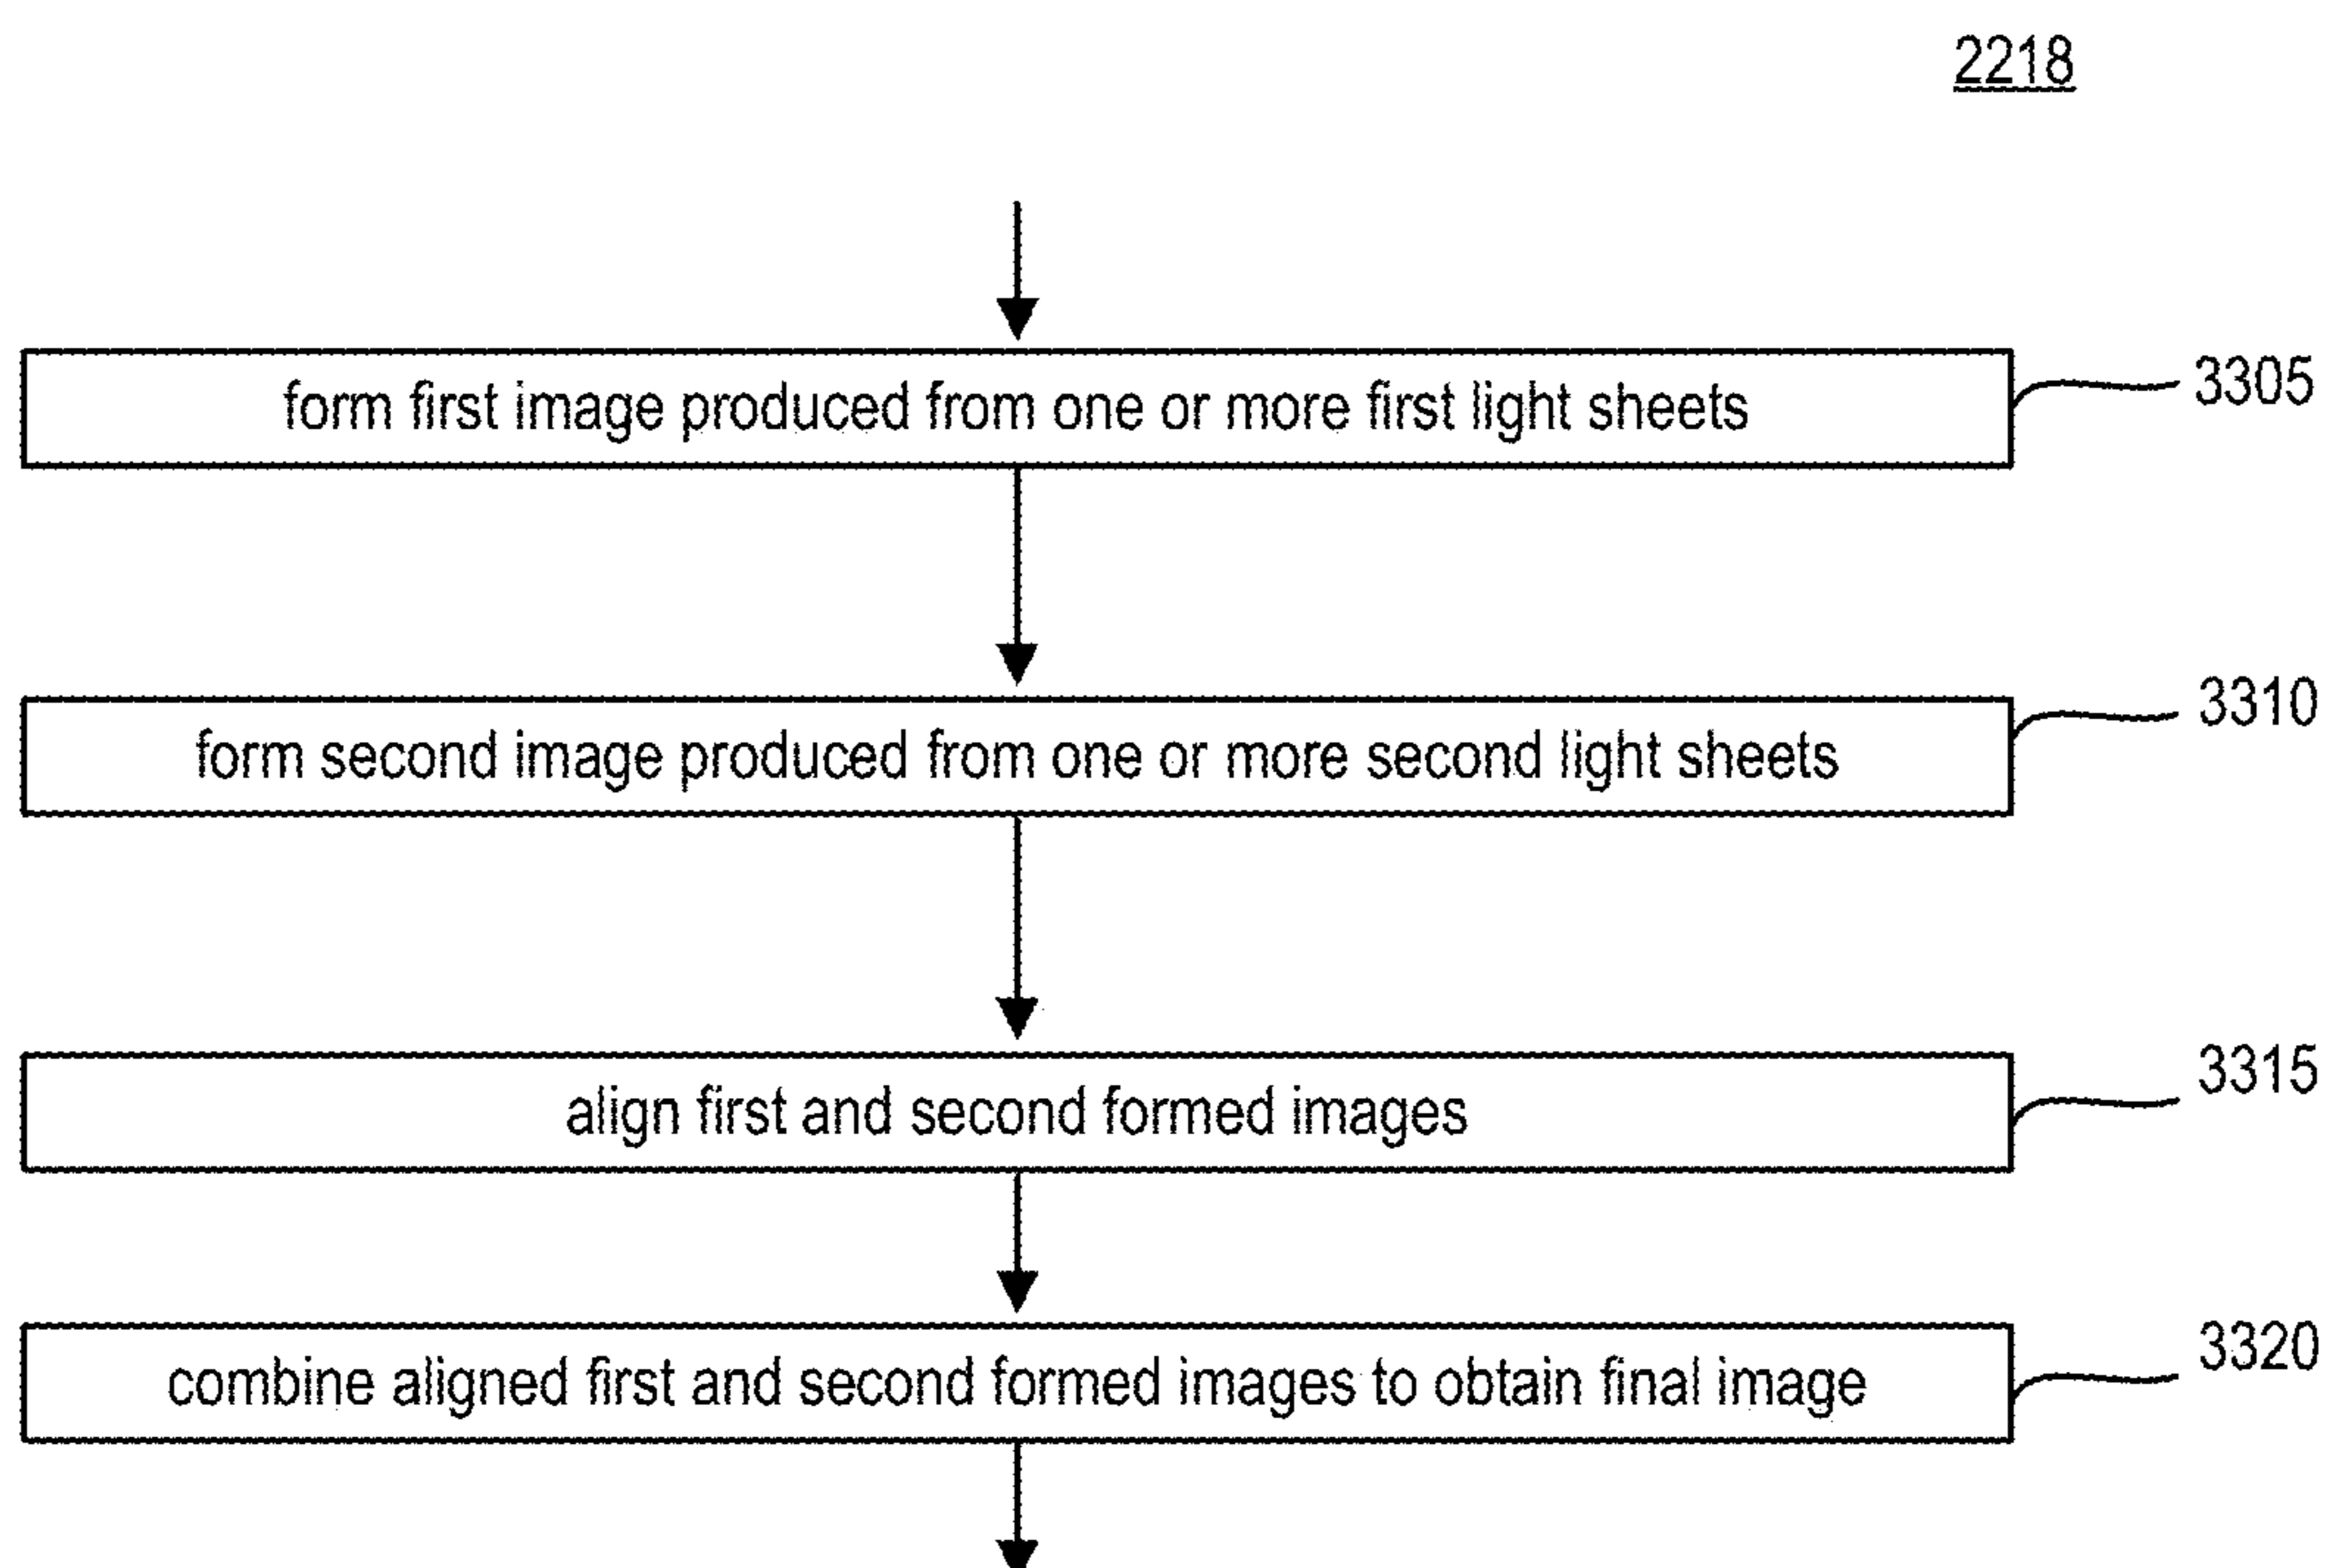 2218
form first image produced from one or more first light sheets
3305
form second image produced from one or more second light sheets
3310
align first and second formed images
3315
combine aligned first and second formed images to obtain final image
3320